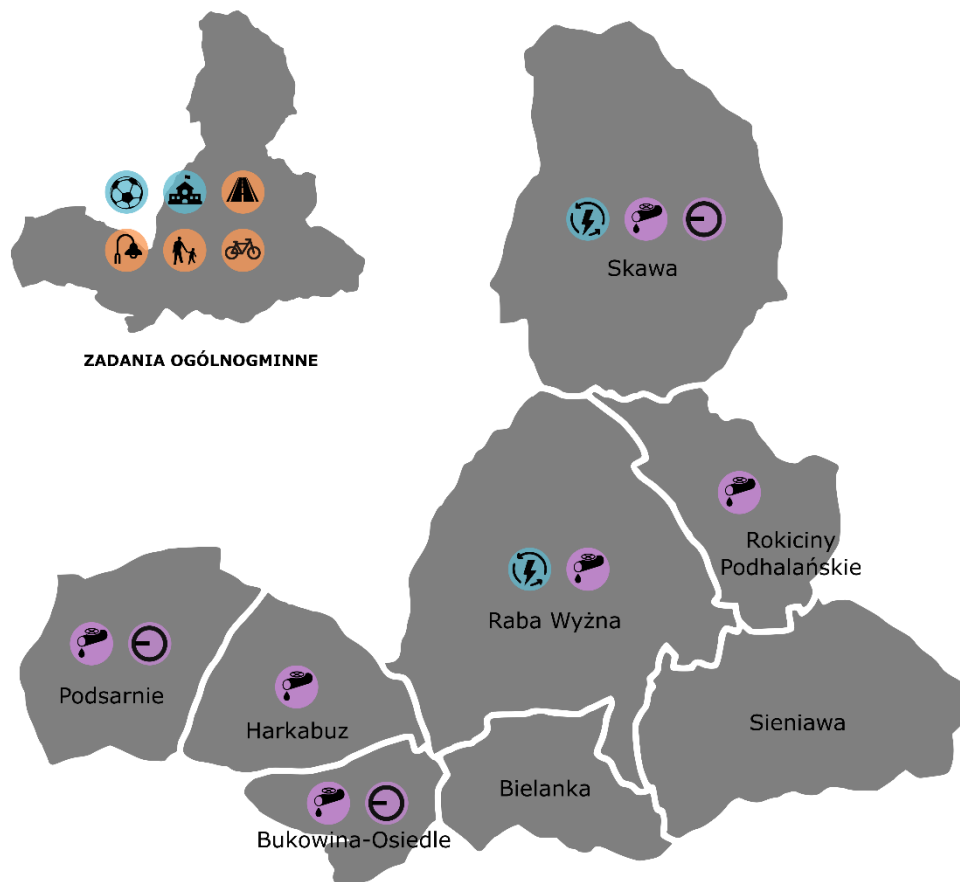 ZADANIA OGÓLNOGMINNE
Skawa
Rokiciny
Podhalańskie
Raba Wyżna
Podsarnie
Harkabuz
Sieniawa
Bielanka
Bukowina-Osiedle